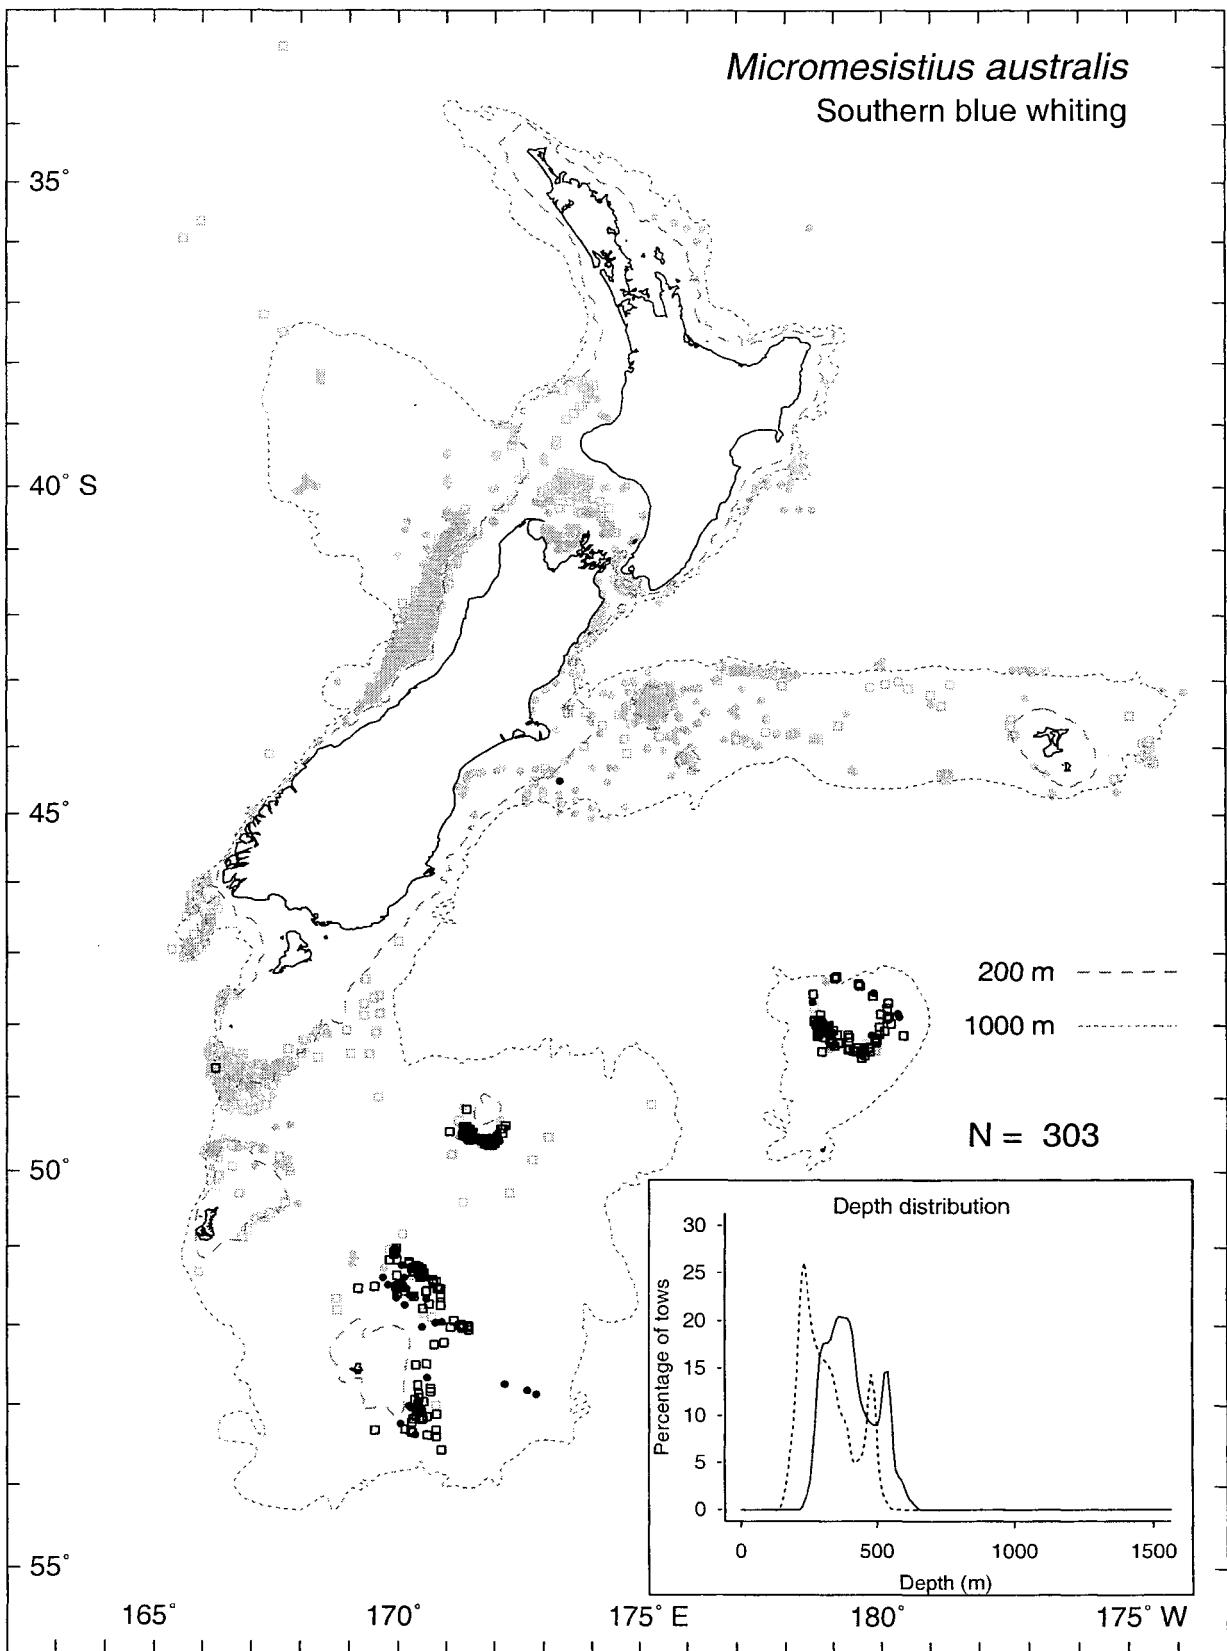 Micromesistius australis
Southern blue whiting
35°
40° S
45°
200 m
1000 m
N = 303
50°
Depth distribution
30
25
20
15
10
5
0
Percentage of tows
0 500 1000 1500
Depth (m)
55°
165° 170° 175° E 180° 175° W